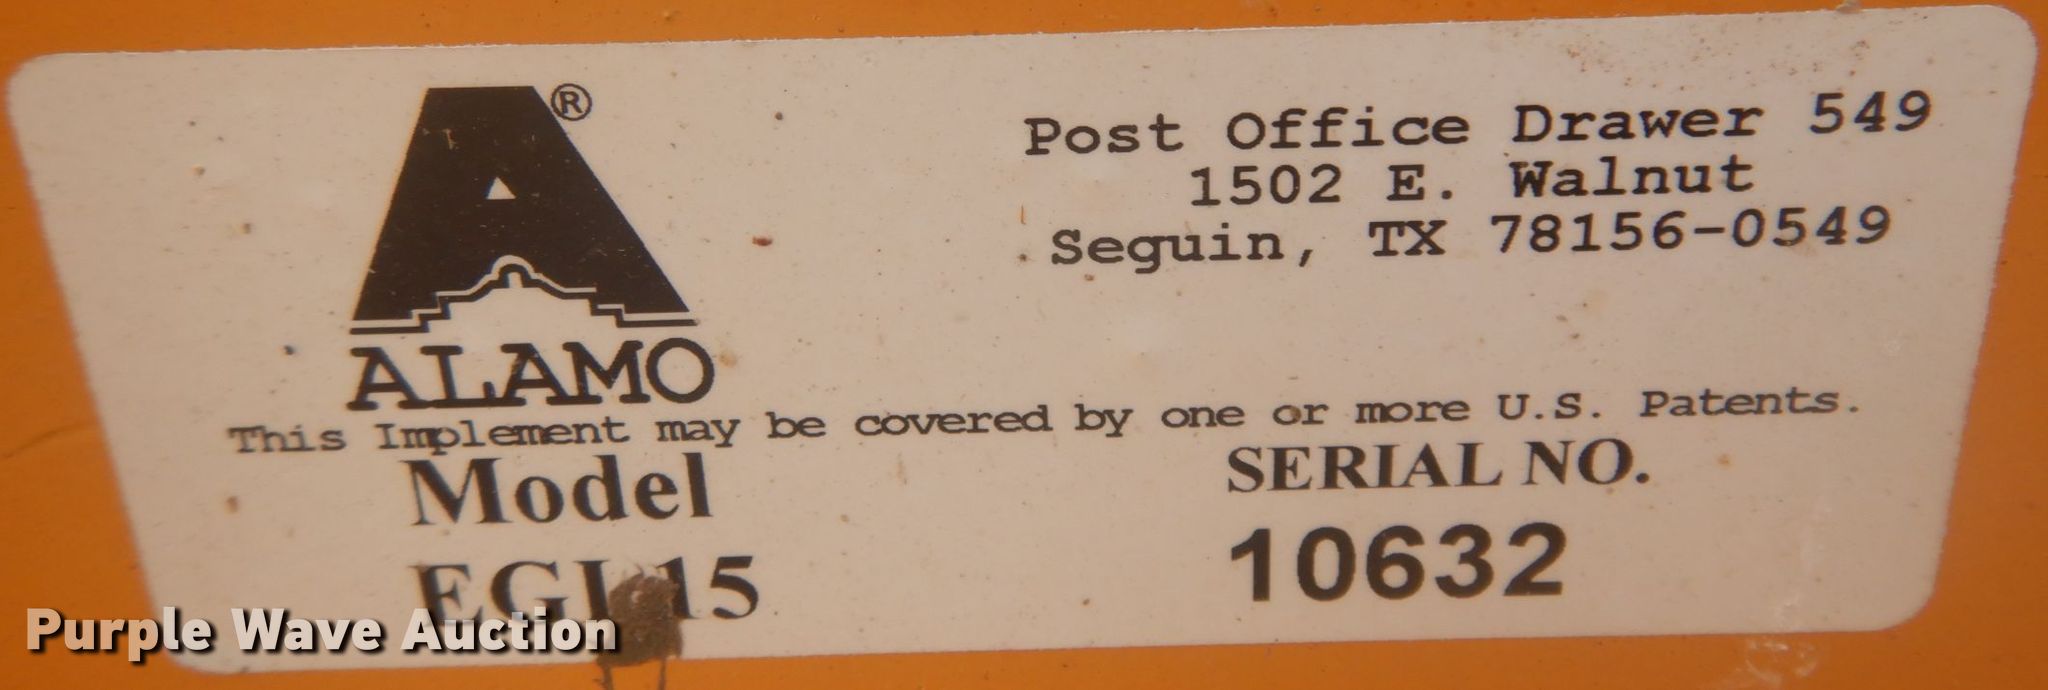 ®
ALAMO
Post Office Drawer 549
1502 E. Walnut
Seguin, TX 78156-0549
This Implement may be covered by one or more U.S. Patents.
Model
SERIAL NO.
10632
Purple Wave Auction